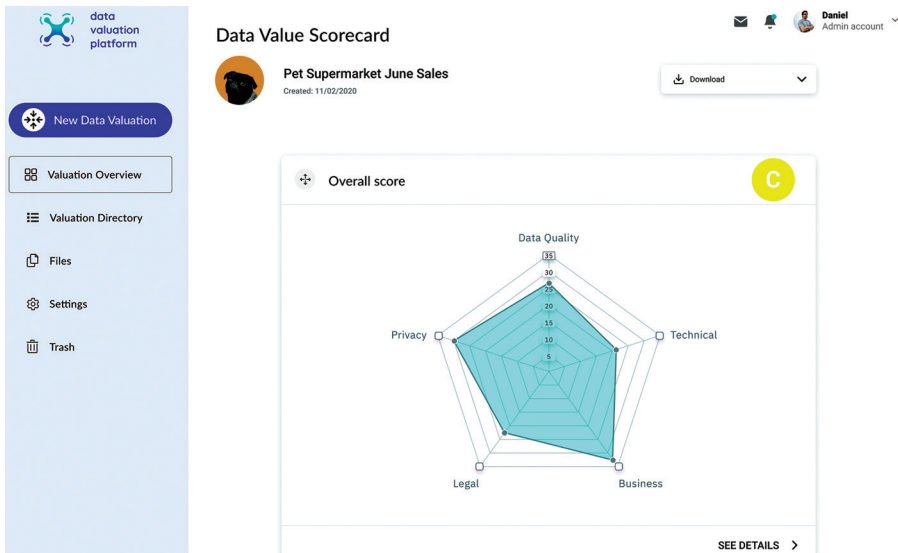 data
valuation
platform
Daniel
Admin account
Data Value Scorecard
Pet Supermarket June Sales
Created: 11/02/2020
Download
New Data Valuation
Valuation Overview
Valuation Directory
Files
Settings
Trash
Overall score
C
Data Quality
35
30
25
20
15
10
5
Privacy
Technical
Legal
Business
SEE DETAILS